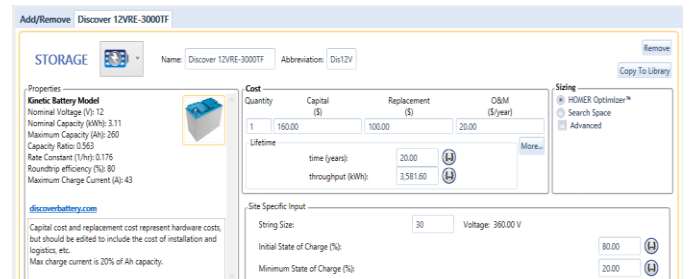 Add/Remove Discover 12VRE-3000TF
STORAGE Name: Discover 12VRE-3000TF Abbreviation: Dis12V
Remove
Copy To Library
Properties
Kinetic Battery Model
Nominal Voltage (V): 12
Nominal Capacity (kWh): 3.11
Maximum Capacity (Ah): 260
Capacity Ratio: 0.563
Rate Constant (1/hr): 0.176
Roundtrip efficiency (%): 80
Maximum Charge Current (A): 43
discoverbattery.com
Capital cost and replacement cost represent hardware costs,
but should be edited to include the cost of installation and
logistics, etc.
Max charge current is 20% of Ah capacity.
Cost
Quantity Capital Replacement O&M
($) ($) ($/year)
1 160.00 100.00 20.00
Lifetime More...
time (years): 20.00
throughput (kWh): 3,581.60
Sizing
HOMER Optimizer™
Search Space
Advanced
Site Specific Input
String Size: 30 Voltage: 360.00 V
Initial State of Charge (%): 80.00
Minimum State of Charge (%): 20.00